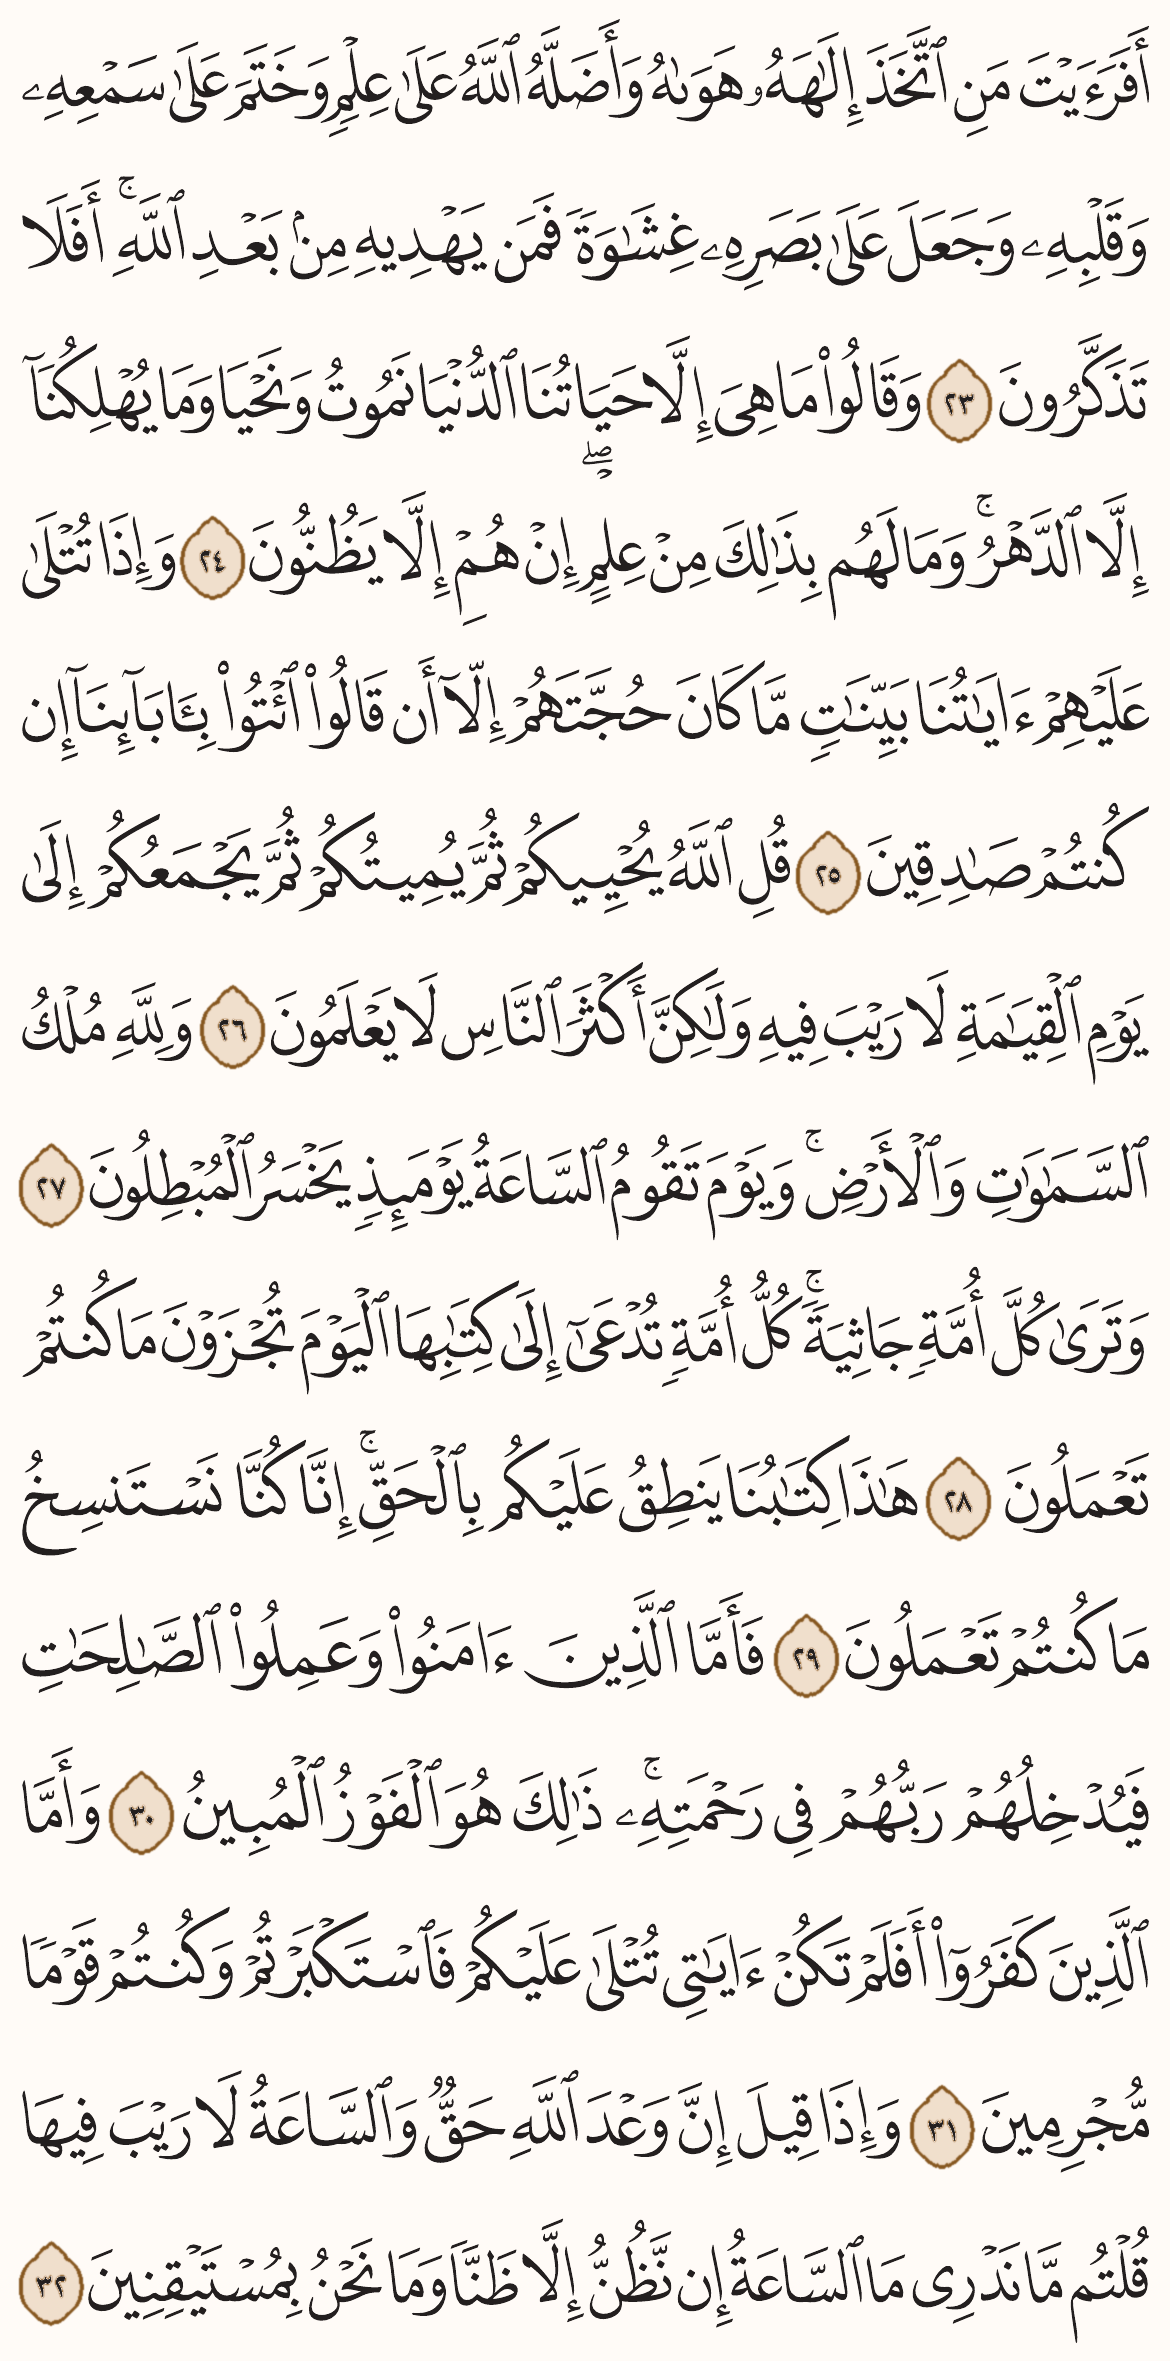 أَفَرَءَيْتَ مَنِ ٱتَّخَذَ إِلَٰهَهُۥ هَوَىٰهُ وَأَضَلَّهُ ٱللَّهُ عَلَىٰ عِلْمٍ وَخَتَمَ عَلَىٰ سَمْعِهِۦ
وَقَلْبِهِۦ وَجَعَلَ عَلَىٰ بَصَرِهِۦ غِشَٰوَةً فَمَن يَهْدِيهِ مِنۢ بَعْدِ ٱللَّهِ ۚ أَفَلَا
تَذَكَّرُونَ ٢٣ وَقَالُوا۟ مَا هِىَ إِلَّا حَيَاتُنَا ٱلدُّنْيَا نَمُوتُ وَنَحْيَا وَمَا يُهْلِكُنَآ
إِلَّا ٱلدَّهْرُ ۚ وَمَا لَهُم بِذَٰلِكَ مِنْ عِلْمٍ ۖ إِنْ هُمْ إِلَّا يَظُنُّونَ ٢٤ وَإِذَا تُتْلَىٰ
عَلَيْهِمْ ءَايَٰتُنَا بَيِّنَٰتٍ مَّا كَانَ حُجَّتَهُمْ إِلَّآ أَن قَالُوا۟ ٱئْتُوا۟ بِـَٔابَآئِنَآ إِن
كُنتُمْ صَٰدِقِينَ ٢٥ قُلِ ٱللَّهُ يُحْيِيكُمْ ثُمَّ يُمِيتُكُمْ ثُمَّ يَجْمَعُكُمْ إِلَىٰ
يَوْمِ ٱلْقِيَٰمَةِ لَا رَيْبَ فِيهِ وَلَٰكِنَّ أَكْثَرَ ٱلنَّاسِ لَا يَعْلَمُونَ ٢٦ وَلِلَّهِ مُلْكُ
ٱلسَّمَٰوَٰتِ وَٱلْأَرْضِ ۚ وَيَوْمَ تَقُومُ ٱلسَّاعَةُ يَوْمَئِذٍ يَخْسَرُ ٱلْمُبْطِلُونَ ٢٧
وَتَرَىٰ كُلَّ أُمَّةٍ جَاثِيَةً ۚ كُلُّ أُمَّةٍ تُدْعَىٰٓ إِلَىٰ كِتَٰبِهَا ٱلْيَوْمَ تُجْزَوْنَ مَا كُنتُمْ
تَعْمَلُونَ ٢٨ هَٰذَا كِتَٰبُنَا يَنطِقُ عَلَيْكُم بِٱلْحَقِّ ۚ إِنَّا كُنَّا نَسْتَنسِخُ
مَا كُنتُمْ تَعْمَلُونَ ٢٩ فَأَمَّا ٱلَّذِينَ ءَامَنُوا۟ وَعَمِلُوا۟ ٱلصَّٰلِحَٰتِ
فَيُدْخِلُهُمْ رَبُّهُمْ فِى رَحْمَتِهِۦ ۚ ذَٰلِكَ هُوَ ٱلْفَوْزُ ٱلْمُبِينُ ٣٠ وَأَمَّا
ٱلَّذِينَ كَفَرُوٓا۟ أَفَلَمْ تَكُنْ ءَايَٰتِى تُتْلَىٰ عَلَيْكُمْ فَٱسْتَكْبَرْتُمْ وَكُنتُمْ قَوْمًا
مُّجْرِمِينَ ٣١ وَإِذَا قِيلَ إِنَّ وَعْدَ ٱللَّهِ حَقٌّ وَٱلسَّاعَةُ لَا رَيْبَ فِيهَا
قُلْتُم مَّا نَدْرِى مَا ٱلسَّاعَةُ إِن نَّظُنُّ إِلَّا ظَنًّا وَمَا نَحْنُ بِمُسْتَيْقِنِينَ ٣٢